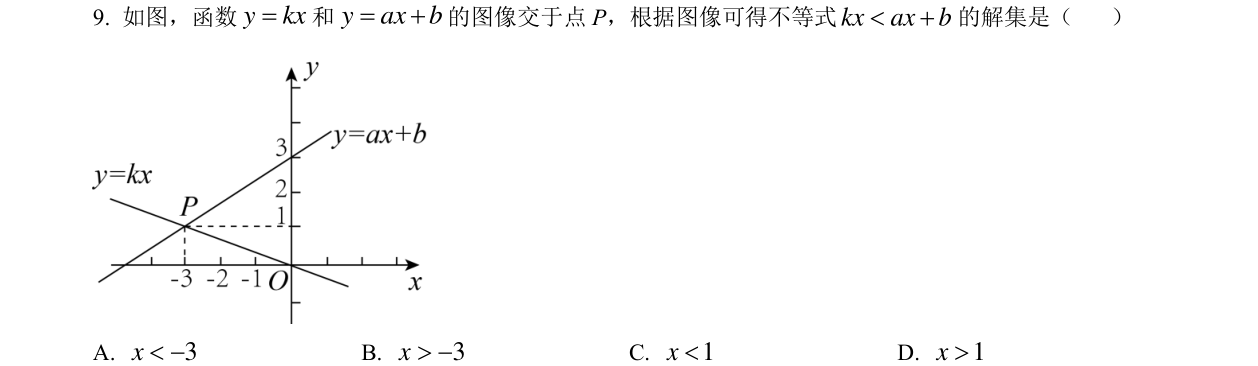 9. 如图，函数 y = kx 和 y = ax + b 的图像交于点 P，根据图像可得不等式 kx < ax + b 的解集是（　　）
y
y=ax+b
3
y=kx
2
P
1
-3 -2 -1 O
x
A. x < −3 B. x > −3 C. x < 1 D. x > 1